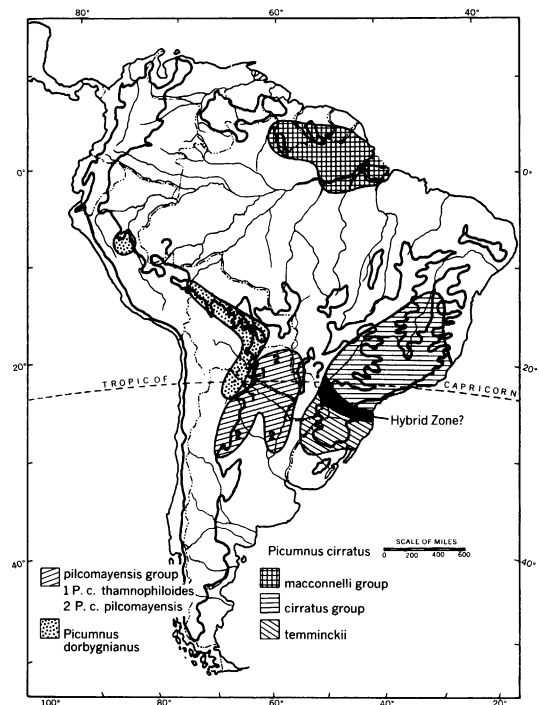 80°
60°
40°
0°
0°
?
?
20°
TROPIC OF
CAPRICORN
Hybrid Zone?
Picumnus cirratus
SCALE OF MILES
0 200 400 600
40°
40°
pilcomayensis group
1 P. c. thamnophiloides
2 P. c. pilcomayensis
Picumnus
dorbygnianus
macconnelli group
cirratus group
temminckii
100°
80°
60°
40°
20°